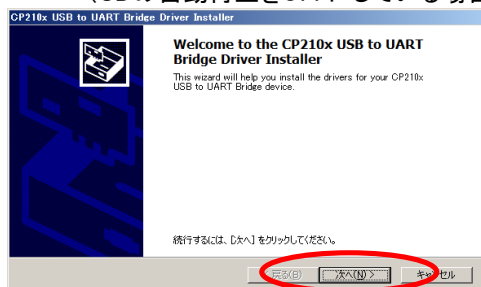 CP210x USB to UART Bridge Driver Installer
Welcome to the CP210x USB to UART
Bridge Driver Installer
This wizard will help you install the drivers for your CP210x
USB to UART Bridge device.
続行するには、[次へ] をクリックしてください。
< 戻る(B) 次へ(N) > キャンセル